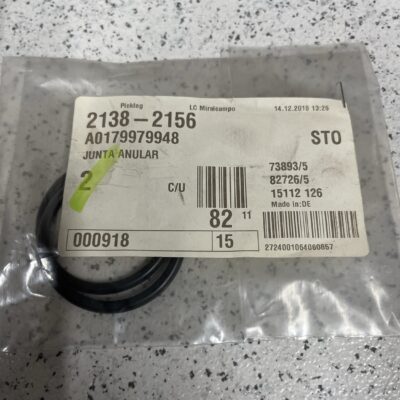 Picking LC Miralcampo 14.12.2018 13:26
2138-2156 STO
A0179979948
JUNTA ANULAR
73893/5
2 C/U 82726/5
15112 126
82 11 Made in:DE
000918 15
2724001064060857